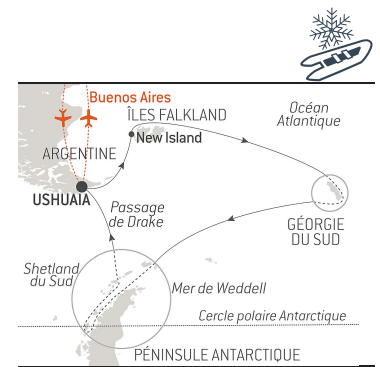 Buenos Aires
ÎLES FALKLAND
Océan
Atlantique
New Island
ARGENTINE
USHUAIA
Passage
de Drake
GÉORGIE
DU SUD
Shetland
du Sud
Mer de Weddell
Cercle polaire Antarctique
PÉNINSULE ANTARCTIQUE